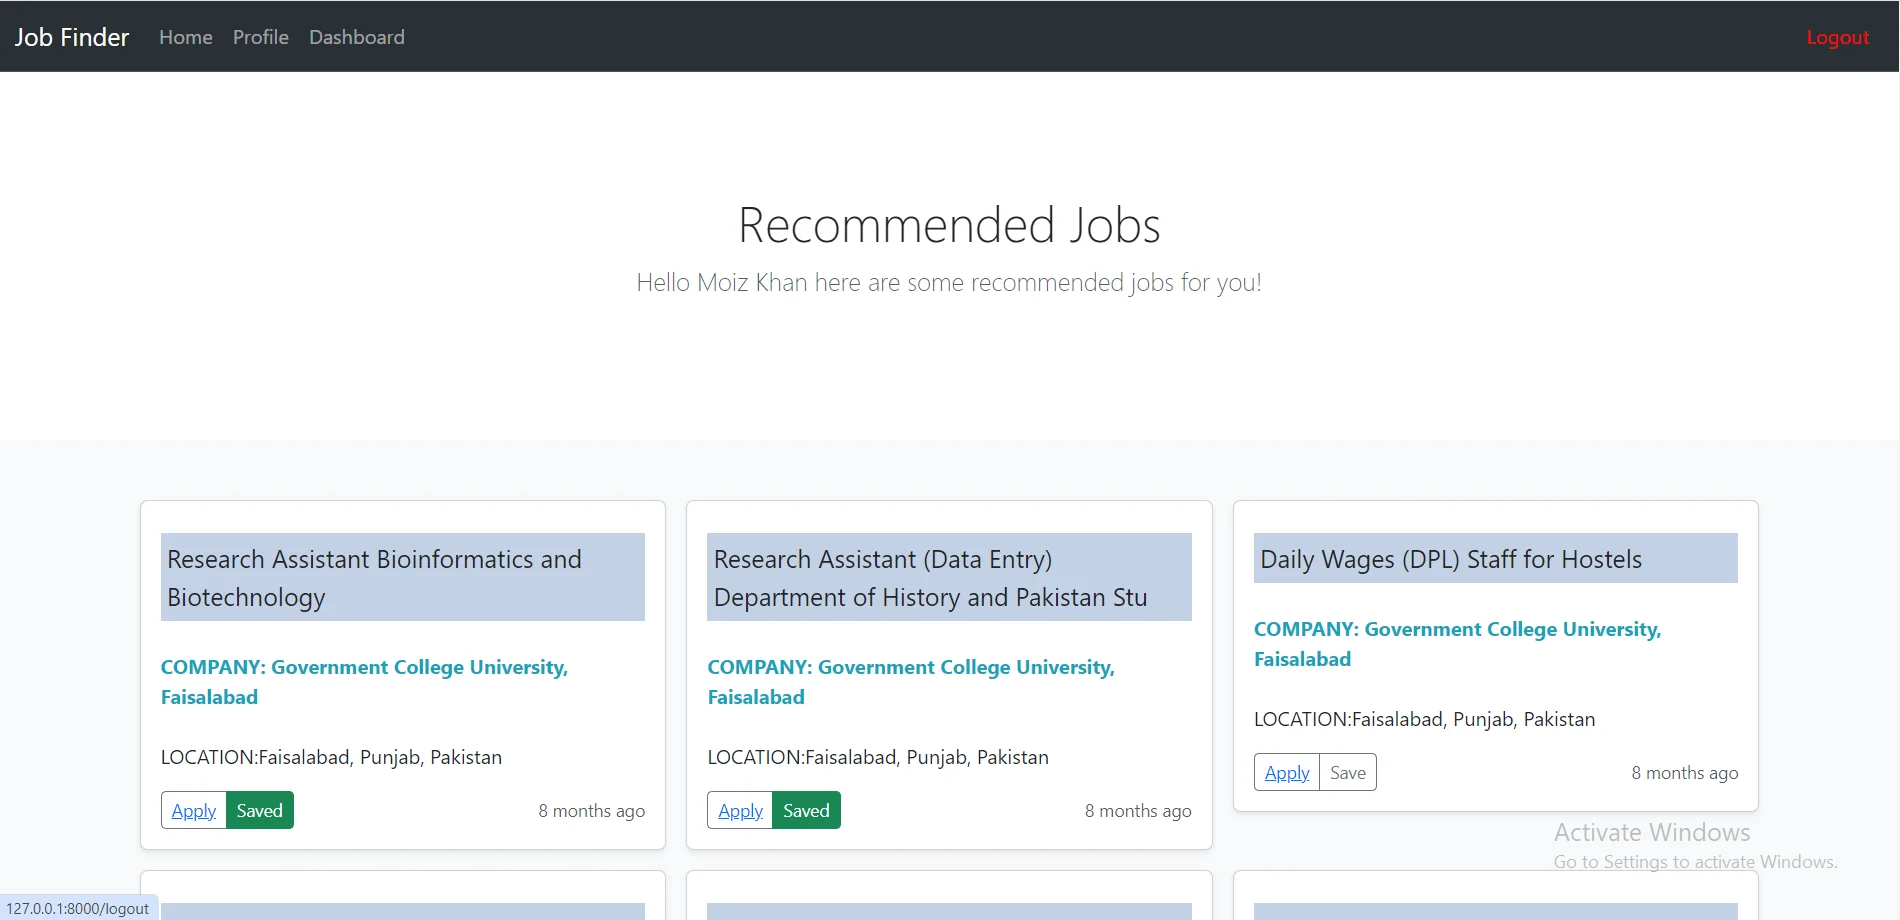 Job Finder Home Profile Dashboard Logout
Recommended Jobs
Hello Moiz Khan here are some recommended jobs for you!
Research Assistant Bioinformatics and
Biotechnology
COMPANY: Government College University,
Faisalabad
LOCATION:Faisalabad, Punjab, Pakistan
Apply Saved 8 months ago
Research Assistant (Data Entry)
Department of History and Pakistan Stu
COMPANY: Government College University,
Faisalabad
LOCATION:Faisalabad, Punjab, Pakistan
Apply Saved 8 months ago
Daily Wages (DPL) Staff for Hostels
COMPANY: Government College University,
Faisalabad
LOCATION:Faisalabad, Punjab, Pakistan
Apply Save 8 months ago
Activate Windows
Go to Settings to activate Windows.
127.0.0.1:8000/logout